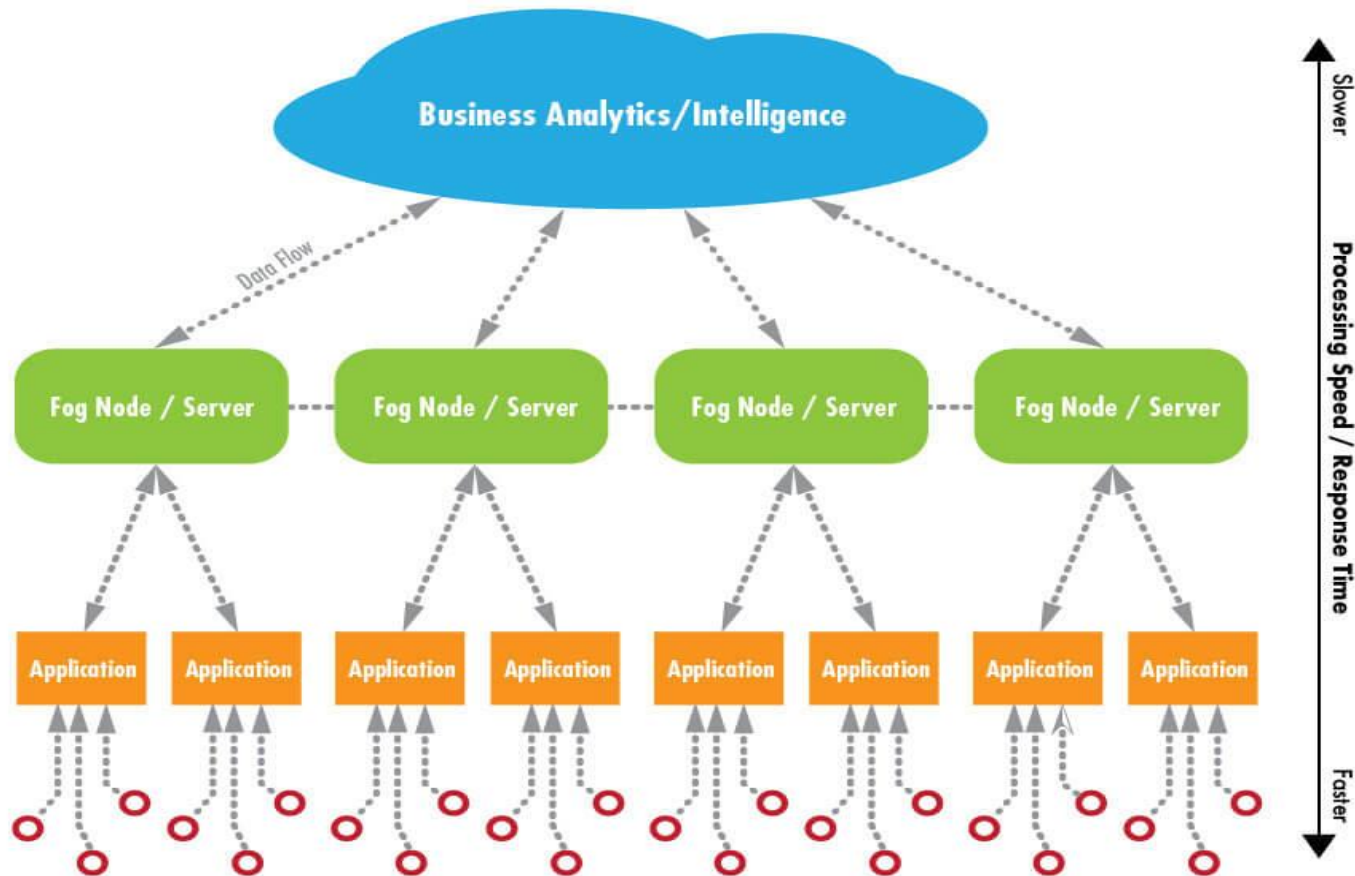 Business Analytics/Intelligence
Slower
Data Flow
Processing Speed / Response Time
Fog Node / Server
Fog Node / Server
Fog Node / Server
Fog Node / Server
Application
Application
Application
Application
Application
Application
Application
Application
Faster